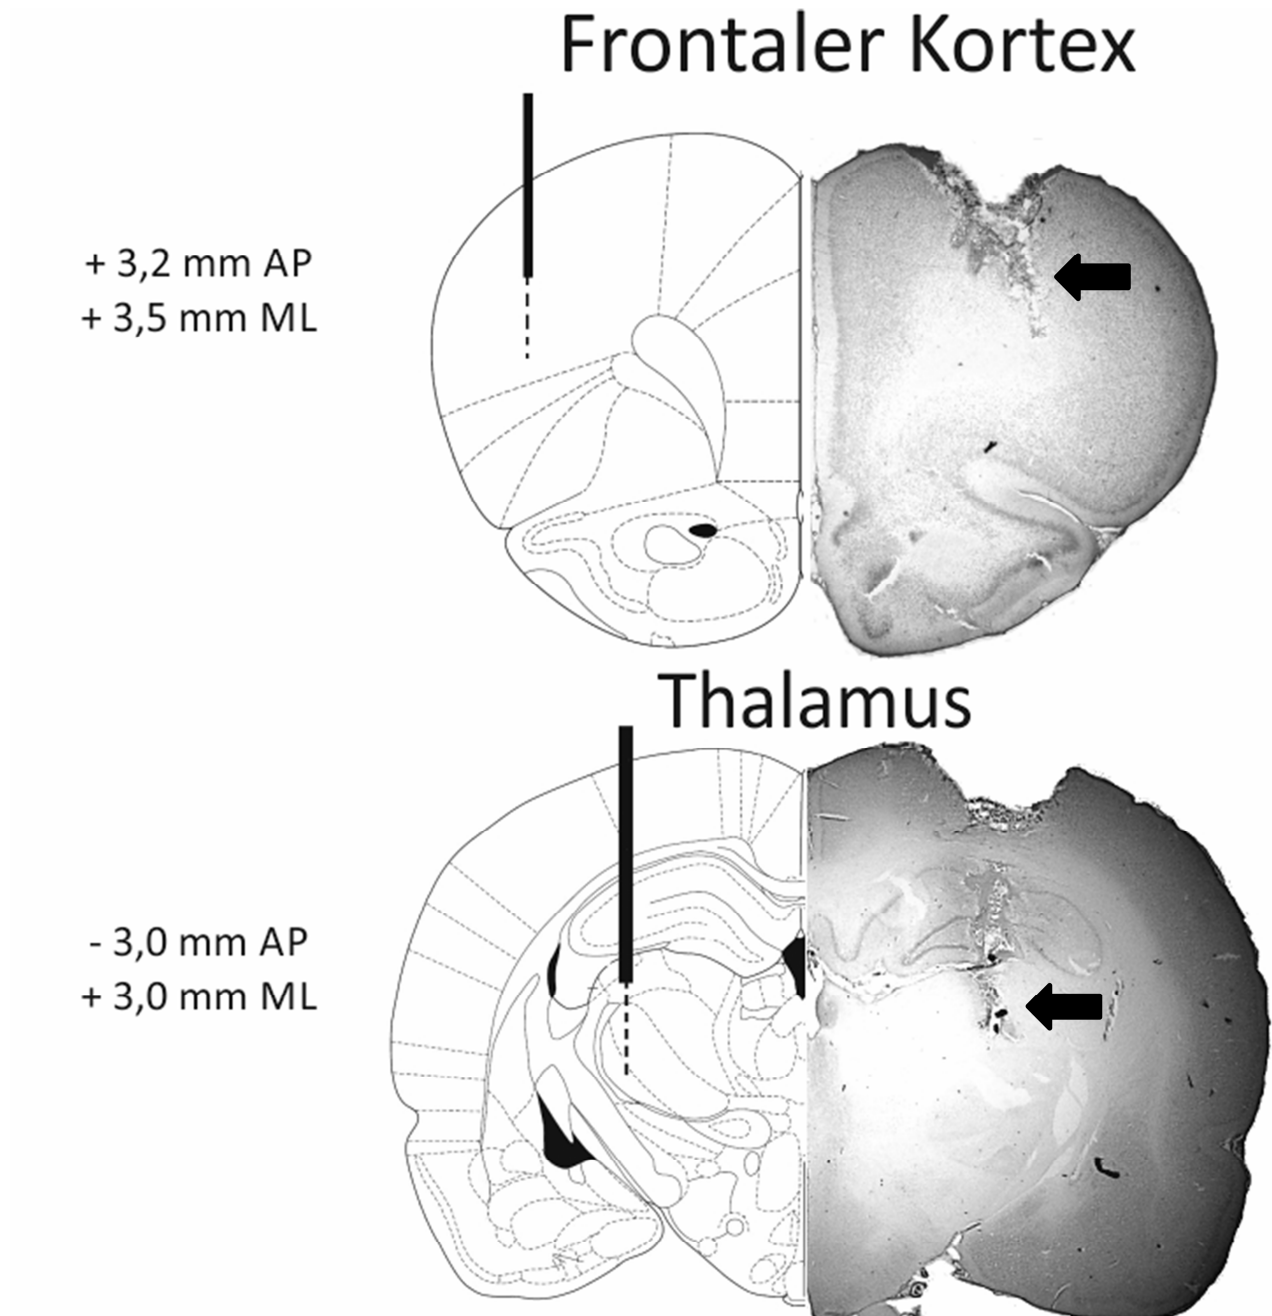 Frontaler Kortex
+ 3,2 mm AP
+ 3,5 mm ML
Thalamus
- 3,0 mm AP
+ 3,0 mm ML